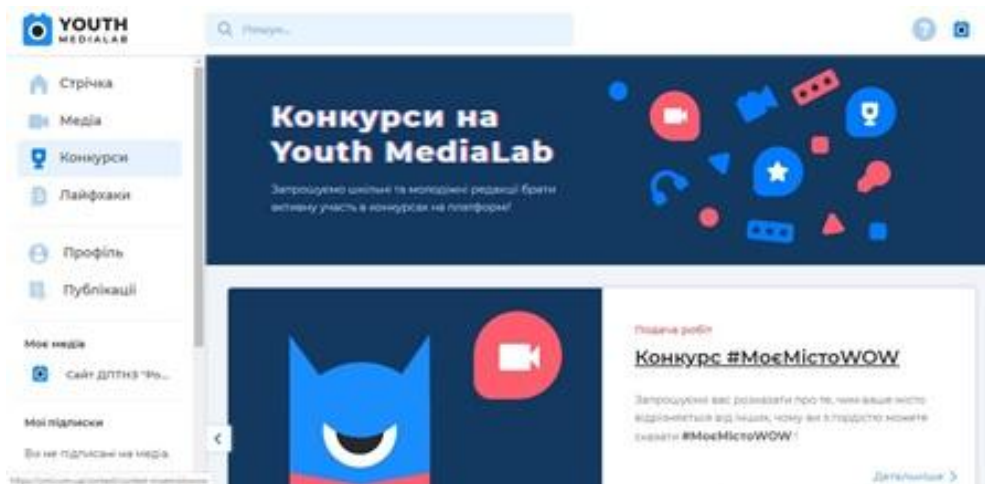 YOUTH
MEDIALAB
Пошук...
Стрічка
Медіа
Конкурси
Лайфхаки
Профіль
Публікації
Моє медіа
Сайт ДПТНЗ "Ро...
Мої підписки
Ви не підписані на медіа.
Конкурси на
Youth MediaLab
Запрошуємо шкільні та молодіжні редакції брати
активну участь в конкурсах на платформі!
Подача робіт
Конкурс #МоєМістоWOW
Запрошуємо вас розказати про те, чим ваше місто
відрізняється від інших, чому ви з гордістю можете
сказати #МоєМістоWOW!
Детальніше